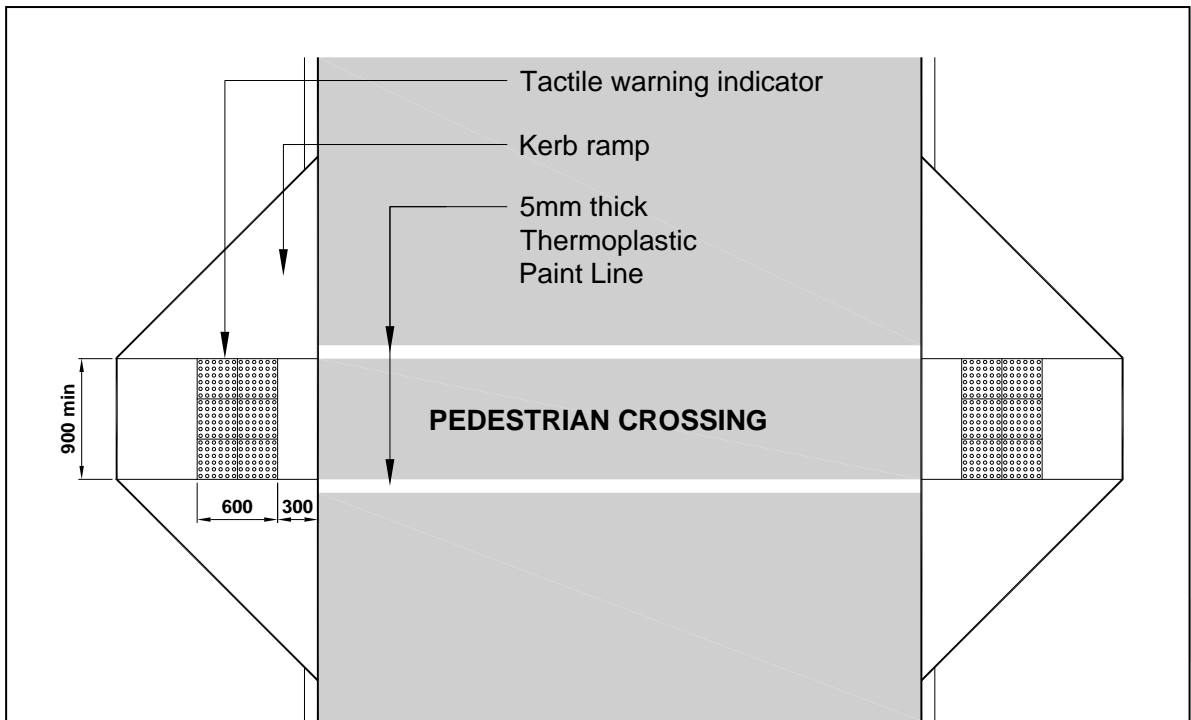 Tactile warning indicator
Kerb ramp
5mm thick
Thermoplastic
Paint Line
900 min
PEDESTRIAN CROSSING
600
300